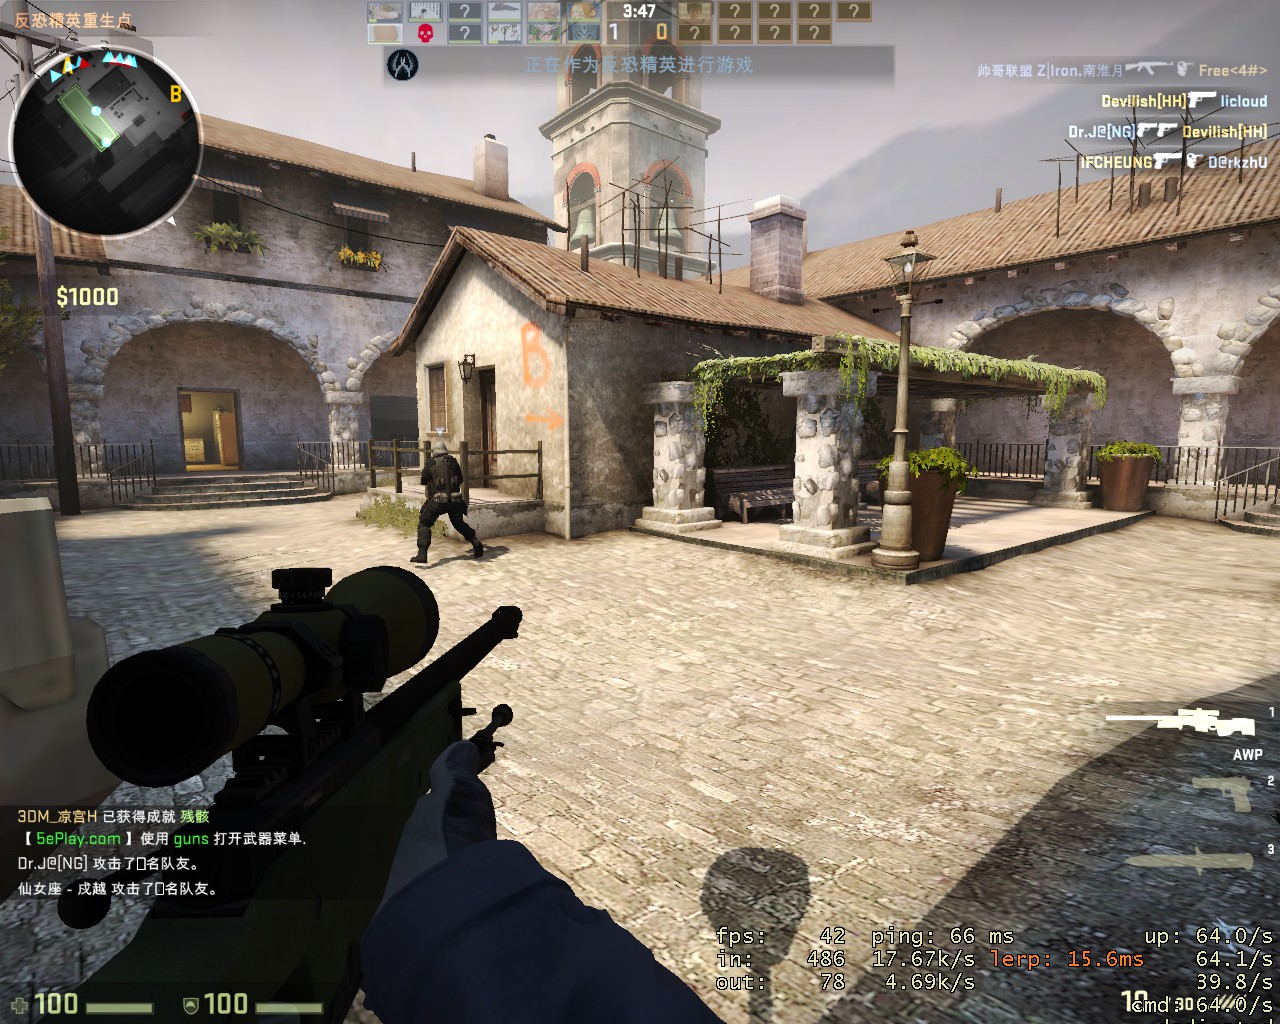 反恐精英重生点
3:47
? ? ? ? ?
1 0
? ? ? ? ?
正在作为反恐精英进行游戏
A
B
帅哥联盟 Z|Iron.南淮月 Free<4#>
Devilish[HH] licloud
Dr.J@[NG] Devilish[HH]
IFCHEUNG D@rkzhU
$1000
B
1
AWP
2
3
3DM_凉宫H 已获得成就 残骸
【 5ePlay.com 】使用 guns 打开武器菜单.
Dr.J@[NG] 攻击了名队友。
仙女座 - 戍越 攻击了名队友。
fps: 42 ping: 66 ms up: 64.0/s
in: 486 17.67k/s lerp: 15.6ms 64.1/s
out: 78 4.69k/s 39.8/s
100 100 10 / 30 cmd: 64.0/s